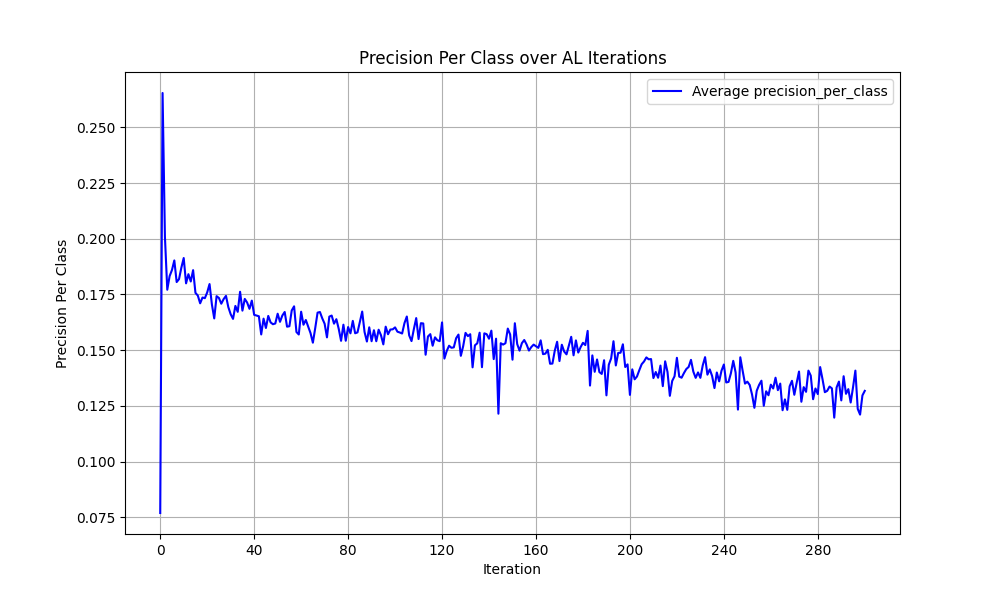 Precision Per Class over AL Iterations
Average precision_per_class
Precision Per Class
0.250
0.225
0.200
0.175
0.150
0.125
0.100
0.075
0 40 80 120 160 200 240 280
Iteration